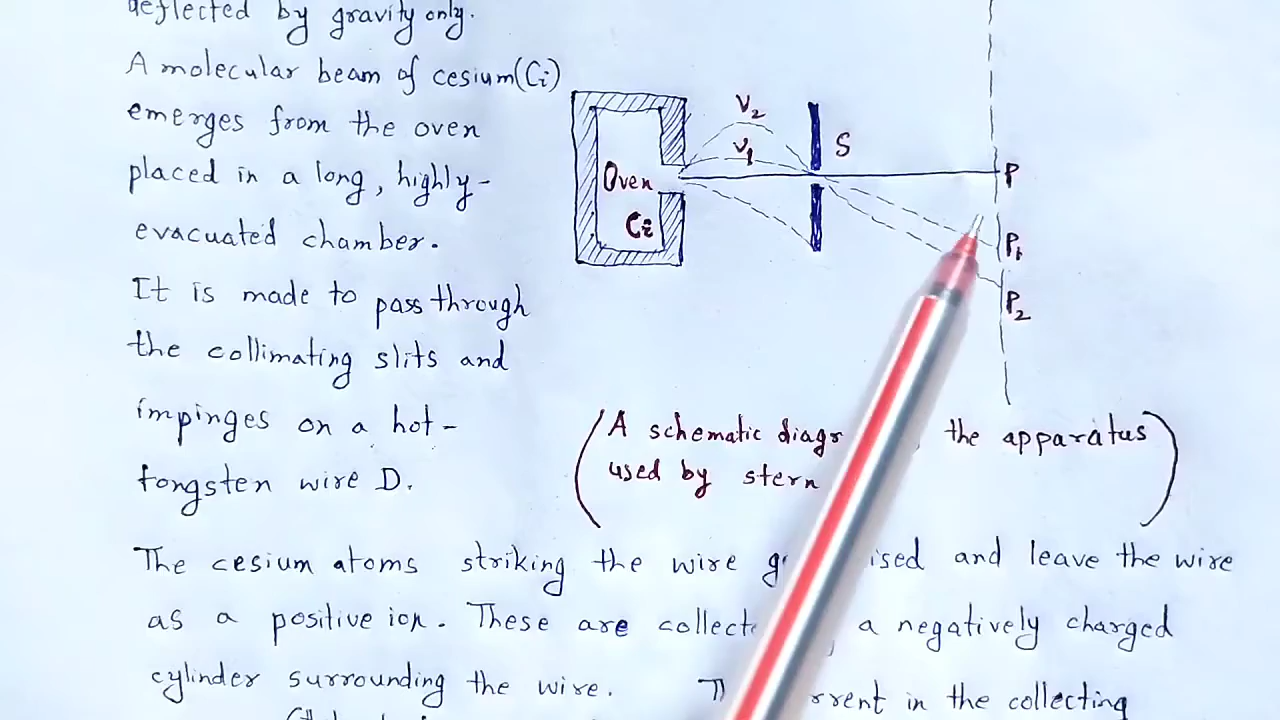 deflected by gravity only.
A molecular beam of cesium(Ci)
emerges from the oven
placed in a long, highly-
evacuated chamber.
It is made to pass through
the collimating slits and
impinges on a hot-
tongsten wire D.
V2
V1
S
Oven
Ci
P
P1
P2
(A schematic diagr the apparatus
used by stern
The cesium atoms striking the wire ised and leave the wire
as a positive ion. These are collect a negatively charged
cylinder surrounding the wire. rrent in the collecting